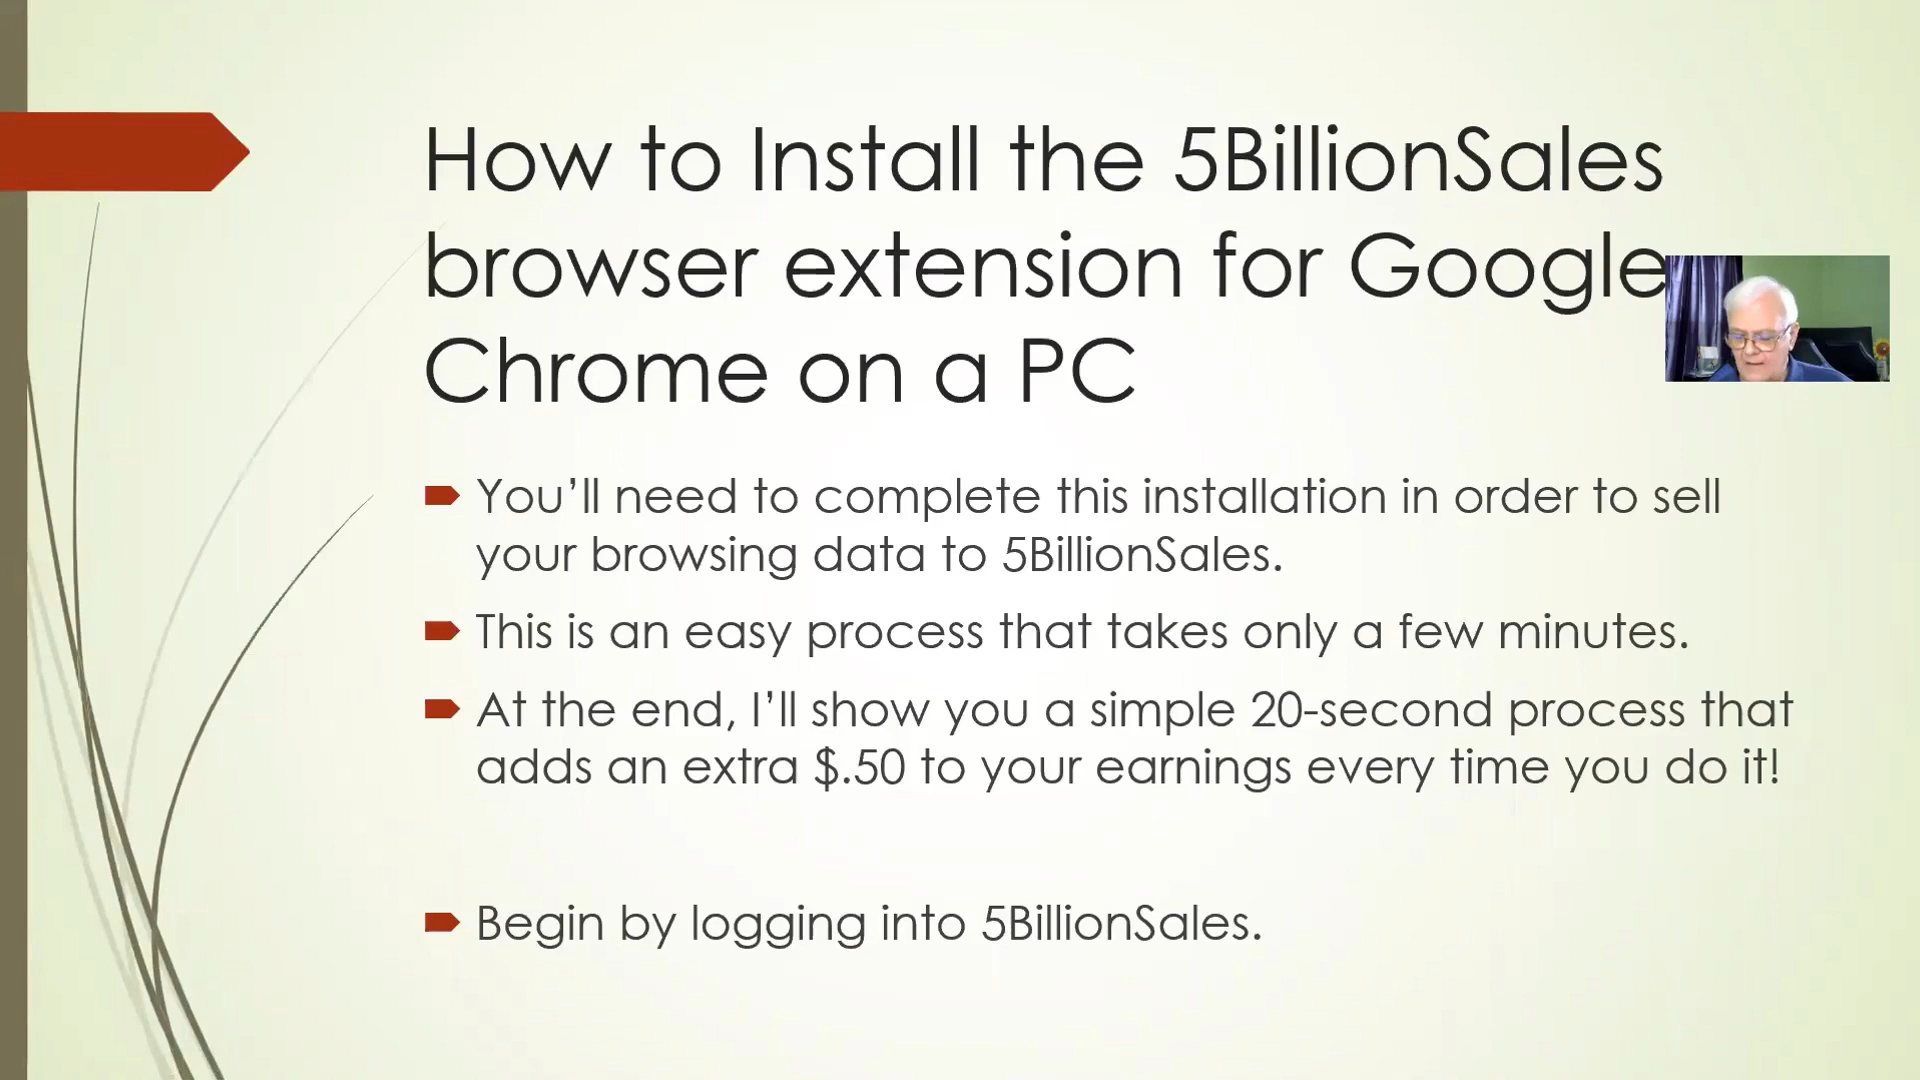 How to Install the 5BillionSales
browser extension for Google
Chrome on a PC
You’ll need to complete this installation in order to sell
your browsing data to 5BillionSales.
This is an easy process that takes only a few minutes.
At the end, I’ll show you a simple 20-second process that
adds an extra $.50 to your earnings every time you do it!
Begin by logging into 5BillionSales.